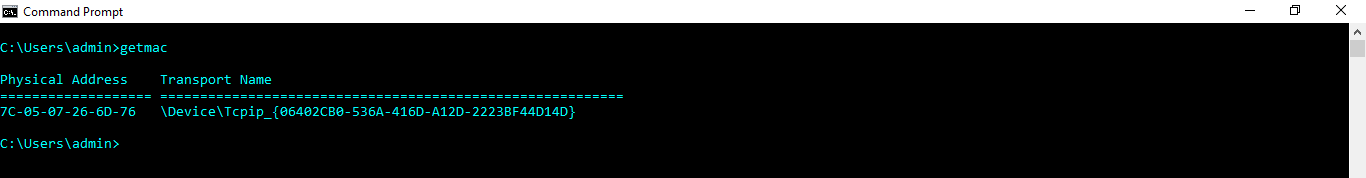 Command Prompt
C:\Users\admin>getmac
Physical Address    Transport Name
=================== ==========================================================
7C-05-07-26-6D-76   \Device\Tcpip_{06402CB0-536A-416D-A12D-2223BF44D14D}
C:\Users\admin>